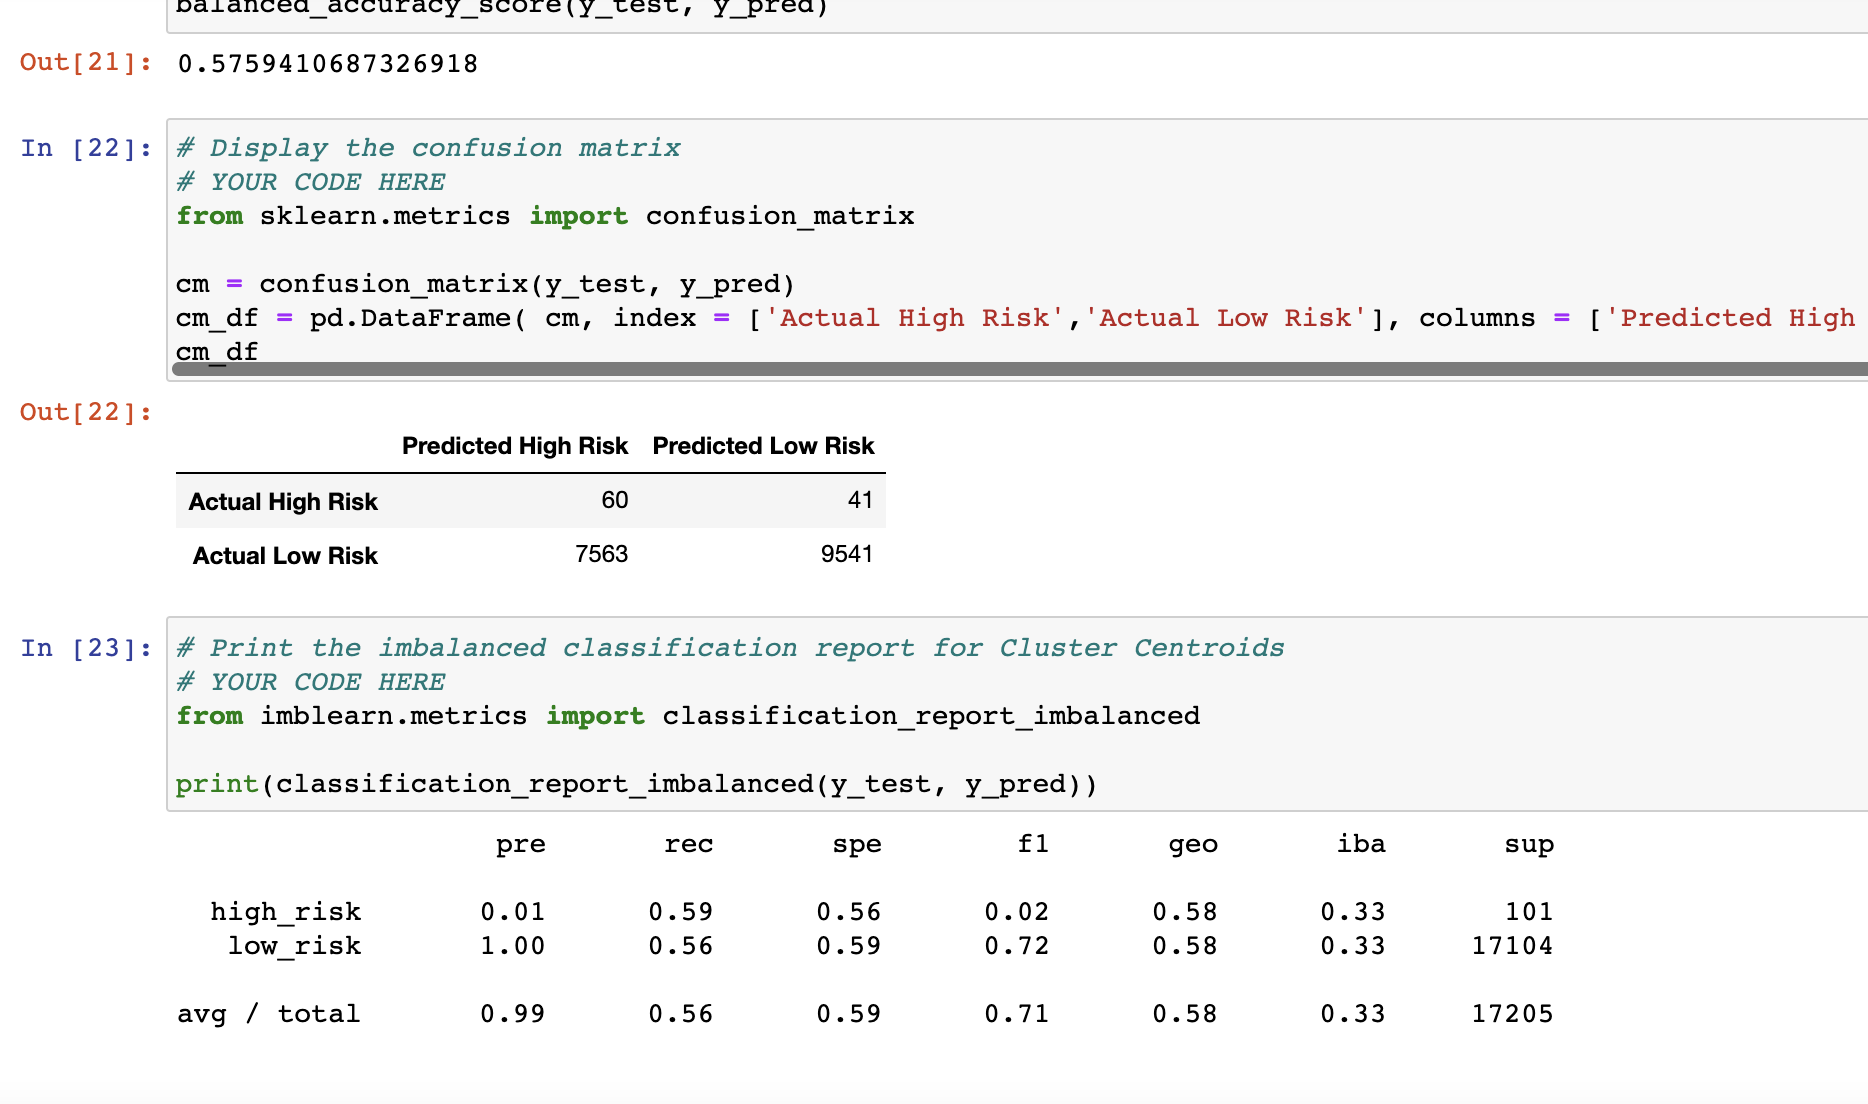 balanced_accuracy_score(y_test, y_pred)
Out[21]: 0.5759410687326918
In [22]: # Display the confusion matrix
# YOUR CODE HERE
from sklearn.metrics import confusion_matrix
cm = confusion_matrix(y_test, y_pred)
cm_df = pd.DataFrame( cm, index = ['Actual High Risk','Actual Low Risk'], columns = ['Predicted High
cm_df
Out[22]:
Predicted High Risk Predicted Low Risk
Actual High Risk 60 41
Actual Low Risk 7563 9541
In [23]: # Print the imbalanced classification report for Cluster Centroids
# YOUR CODE HERE
from imblearn.metrics import classification_report_imbalanced
print(classification_report_imbalanced(y_test, y_pred))
pre rec spe f1 geo iba sup
high_risk 0.01 0.59 0.56 0.02 0.58 0.33 101
low_risk 1.00 0.56 0.59 0.72 0.58 0.33 17104
avg / total 0.99 0.56 0.59 0.71 0.58 0.33 17205